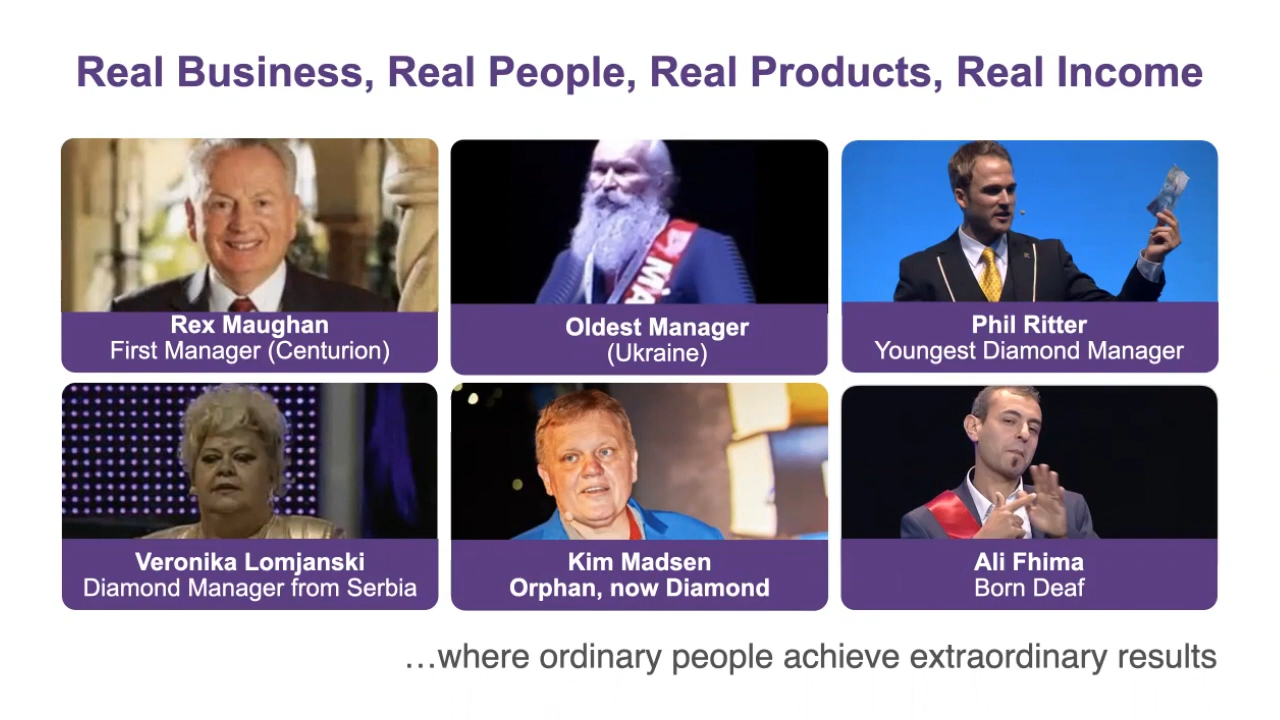 Real Business, Real People, Real Products, Real Income
Rex Maughan
First Manager (Centurion)
Oldest Manager
(Ukraine)
Phil Ritter
Youngest Diamond Manager
Veronika Lomjanski
Diamond Manager from Serbia
Kim Madsen
Orphan, now Diamond
Ali Fhima
Born Deaf
…where ordinary people achieve extraordinary results